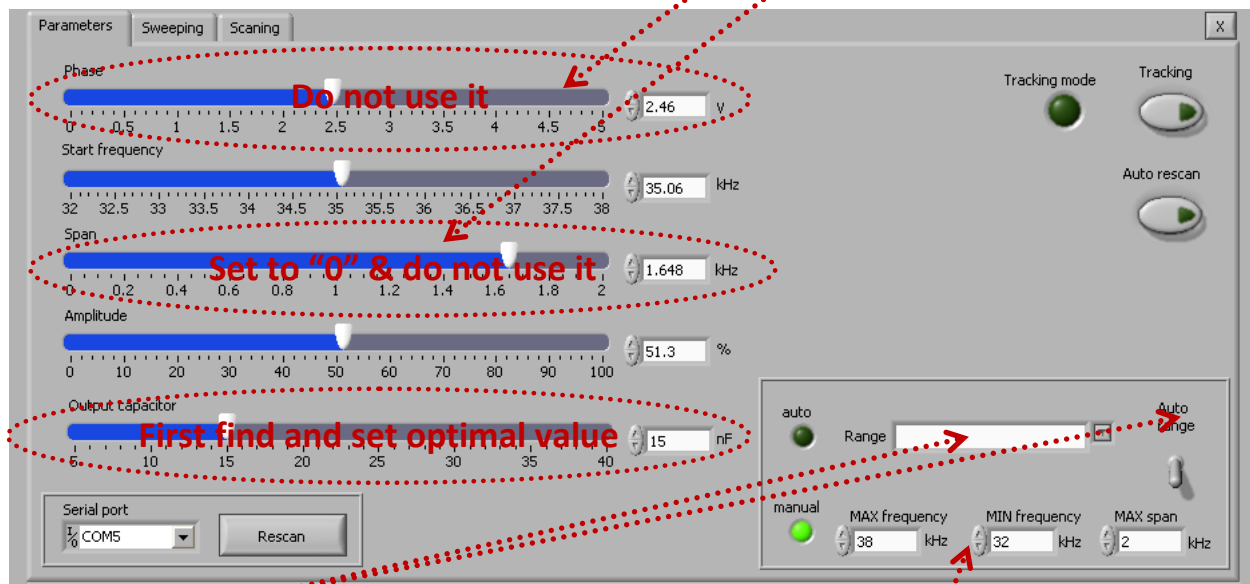 Parameters
Sweeping
Scaning
X
Phase
Do not use it
2.46 V
0 0.5 1 1.5 2 2.5 3 3.5 4 4.5 5
Tracking mode
Tracking
Start frequency
35.06 kHz
32 32.5 33 33.5 34 34.5 35 35.5 36 36.5 37 37.5 38
Auto rescan
Span
Set to “0” & do not use it
1.648 kHz
0 0.2 0.4 0.6 0.8 1 1.2 1.4 1.6 1.8 2
Amplitude
51.3 %
0 10 20 30 40 50 60 70 80 90 100
Output capacitor
First find and set optimal value
15 nF
5 10 15 20 25 30 35 40
Serial port
COM5
Rescan
auto
Range
Auto
range
manual
MAX frequency
38 kHz
MIN frequency
32 kHz
MAX span
2 kHz